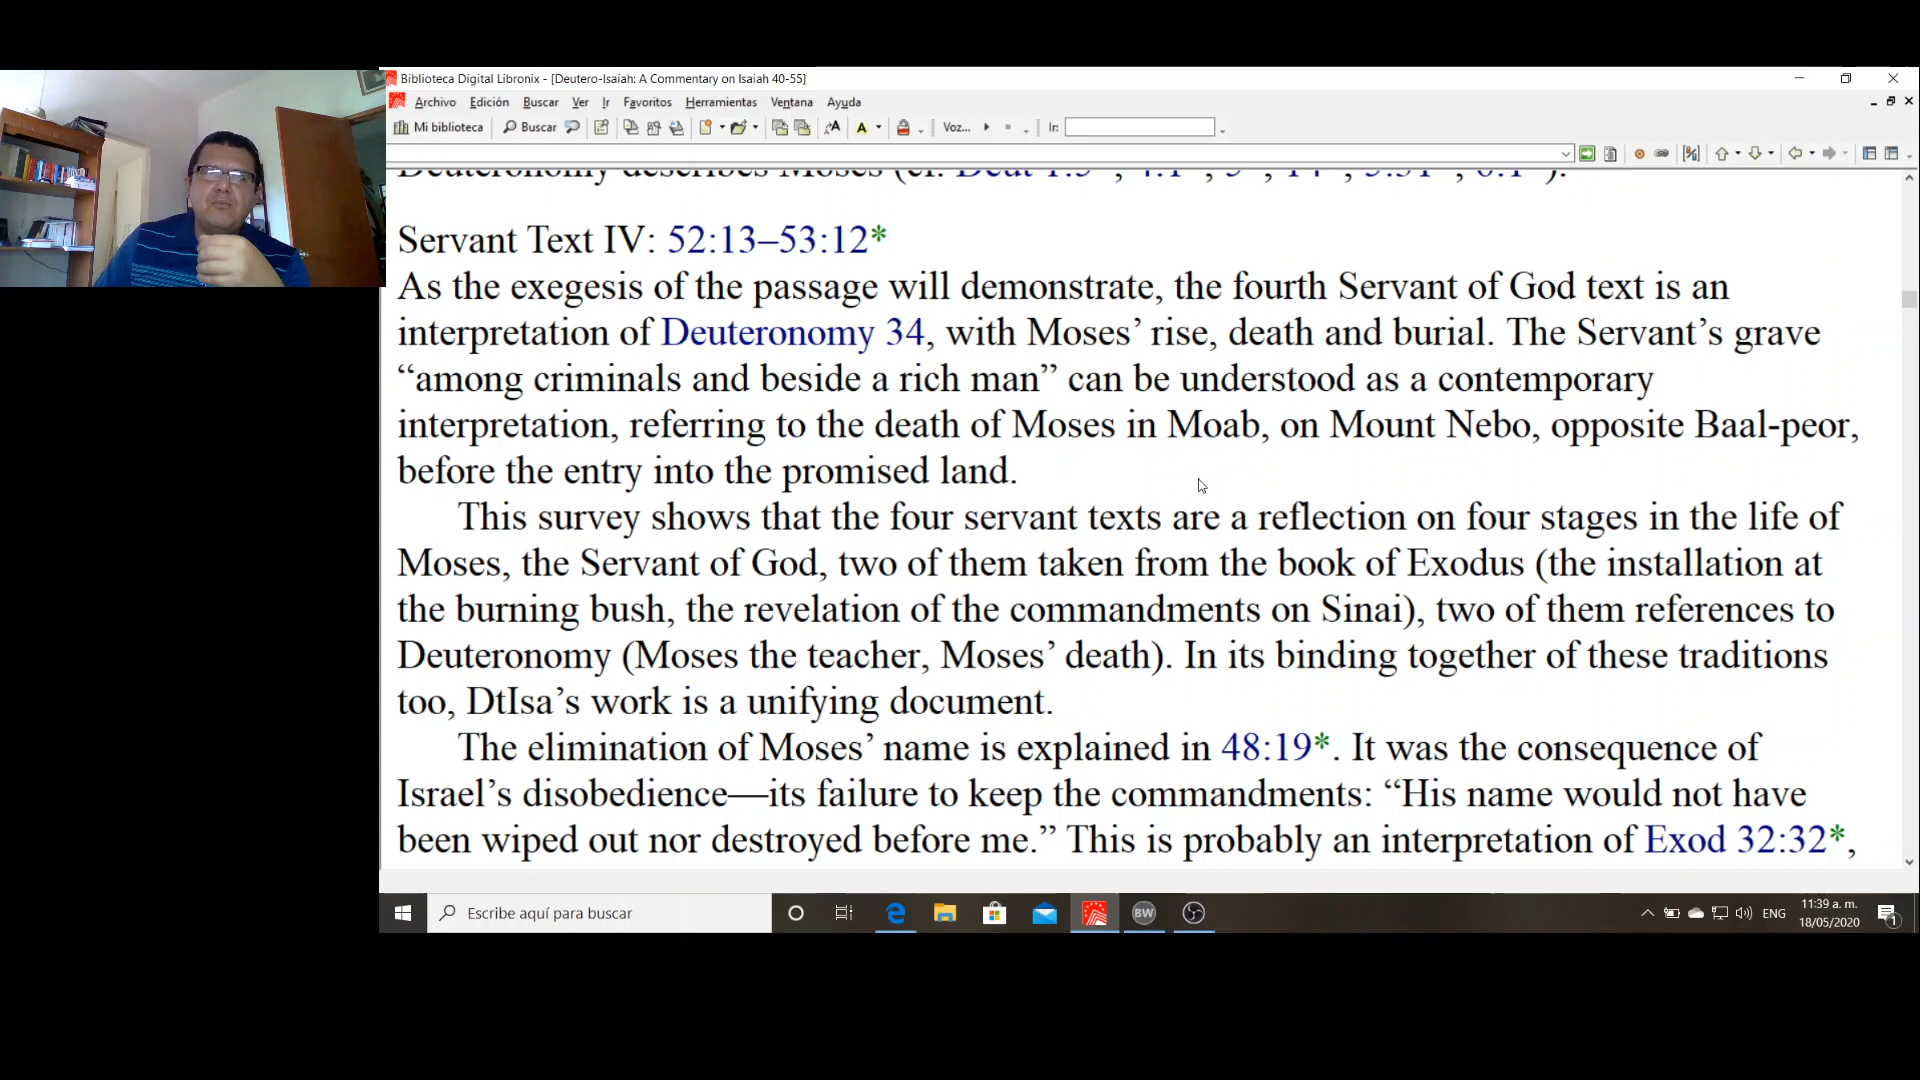 Biblioteca Digital Libronix - [Deutero-Isaiah: A Commentary on Isaiah 40-55]
Archivo Edición Buscar Ver Ir Favoritos Herramientas Ventana Ayuda
Mi biblioteca Buscar Voz... Ir:
Deuteronomy describes Moses (cf. Deut
Servant Text IV: 52:13–53:12*
As the exegesis of the passage will demonstrate, the fourth Servant of God text is an
interpretation of Deuteronomy 34, with Moses’ rise, death and burial. The Servant’s grave
“among criminals and beside a rich man” can be understood as a contemporary
interpretation, referring to the death of Moses in Moab, on Mount Nebo, opposite Baal-peor,
before the entry into the promised land.
This survey shows that the four servant texts are a reflection on four stages in the life of
Moses, the Servant of God, two of them taken from the book of Exodus (the installation at
the burning bush, the revelation of the commandments on Sinai), two of them references to
Deuteronomy (Moses the teacher, Moses’ death). In its binding together of these traditions
too, DtIsa’s work is a unifying document.
The elimination of Moses’ name is explained in 48:19*. It was the consequence of
Israel’s disobedience—its failure to keep the commandments: “His name would not have
been wiped out nor destroyed before me.” This is probably an interpretation of Exod 32:32*,
Escribe aquí para buscar
BW
ENG
11:39 a. m.
18/05/2020
1